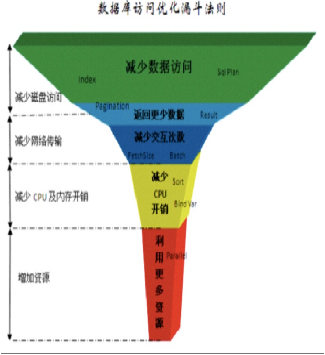 数据库访问优化漏斗法则
减少数据访问
Index
Sql Plan
减少磁盘访问
Pagination
返回更少数据
Result
减少网络传输
减少交互次数
FetchSize
Batch
减少
Sort
CPU
减少 CPU 及内存开销
开销
Bind Var
利
用
Parallel
更
多
增加资源
资
源